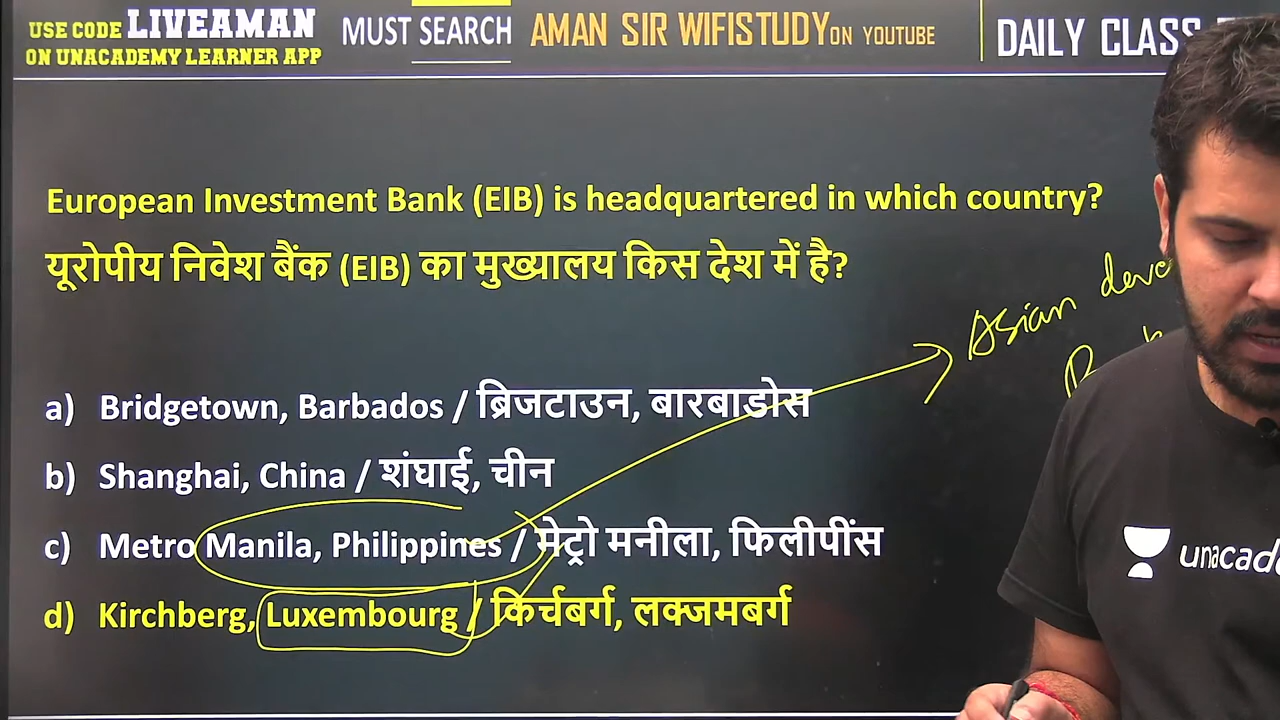 USE CODE LIVEAMAN
ON UNACADEMY LEARNER APP
MUST SEARCH
AMAN SIR WIFISTUDY ON YOUTUBE
DAILY CLASS
European Investment Bank (EIB) is headquartered in which country?
यूरोपीय निवेश बैंक (EIB) का मुख्यालय किस देश में है?
Asian
a) Bridgetown, Barbados / ब्रिजटाउन, बारबाडोस
b) Shanghai, China / शंघाई, चीन
c) Metro Manila, Philippines / मेट्रो मनीला, फिलीपींस
d) Kirchberg, Luxembourg / किर्चबर्ग, लक्जमबर्ग